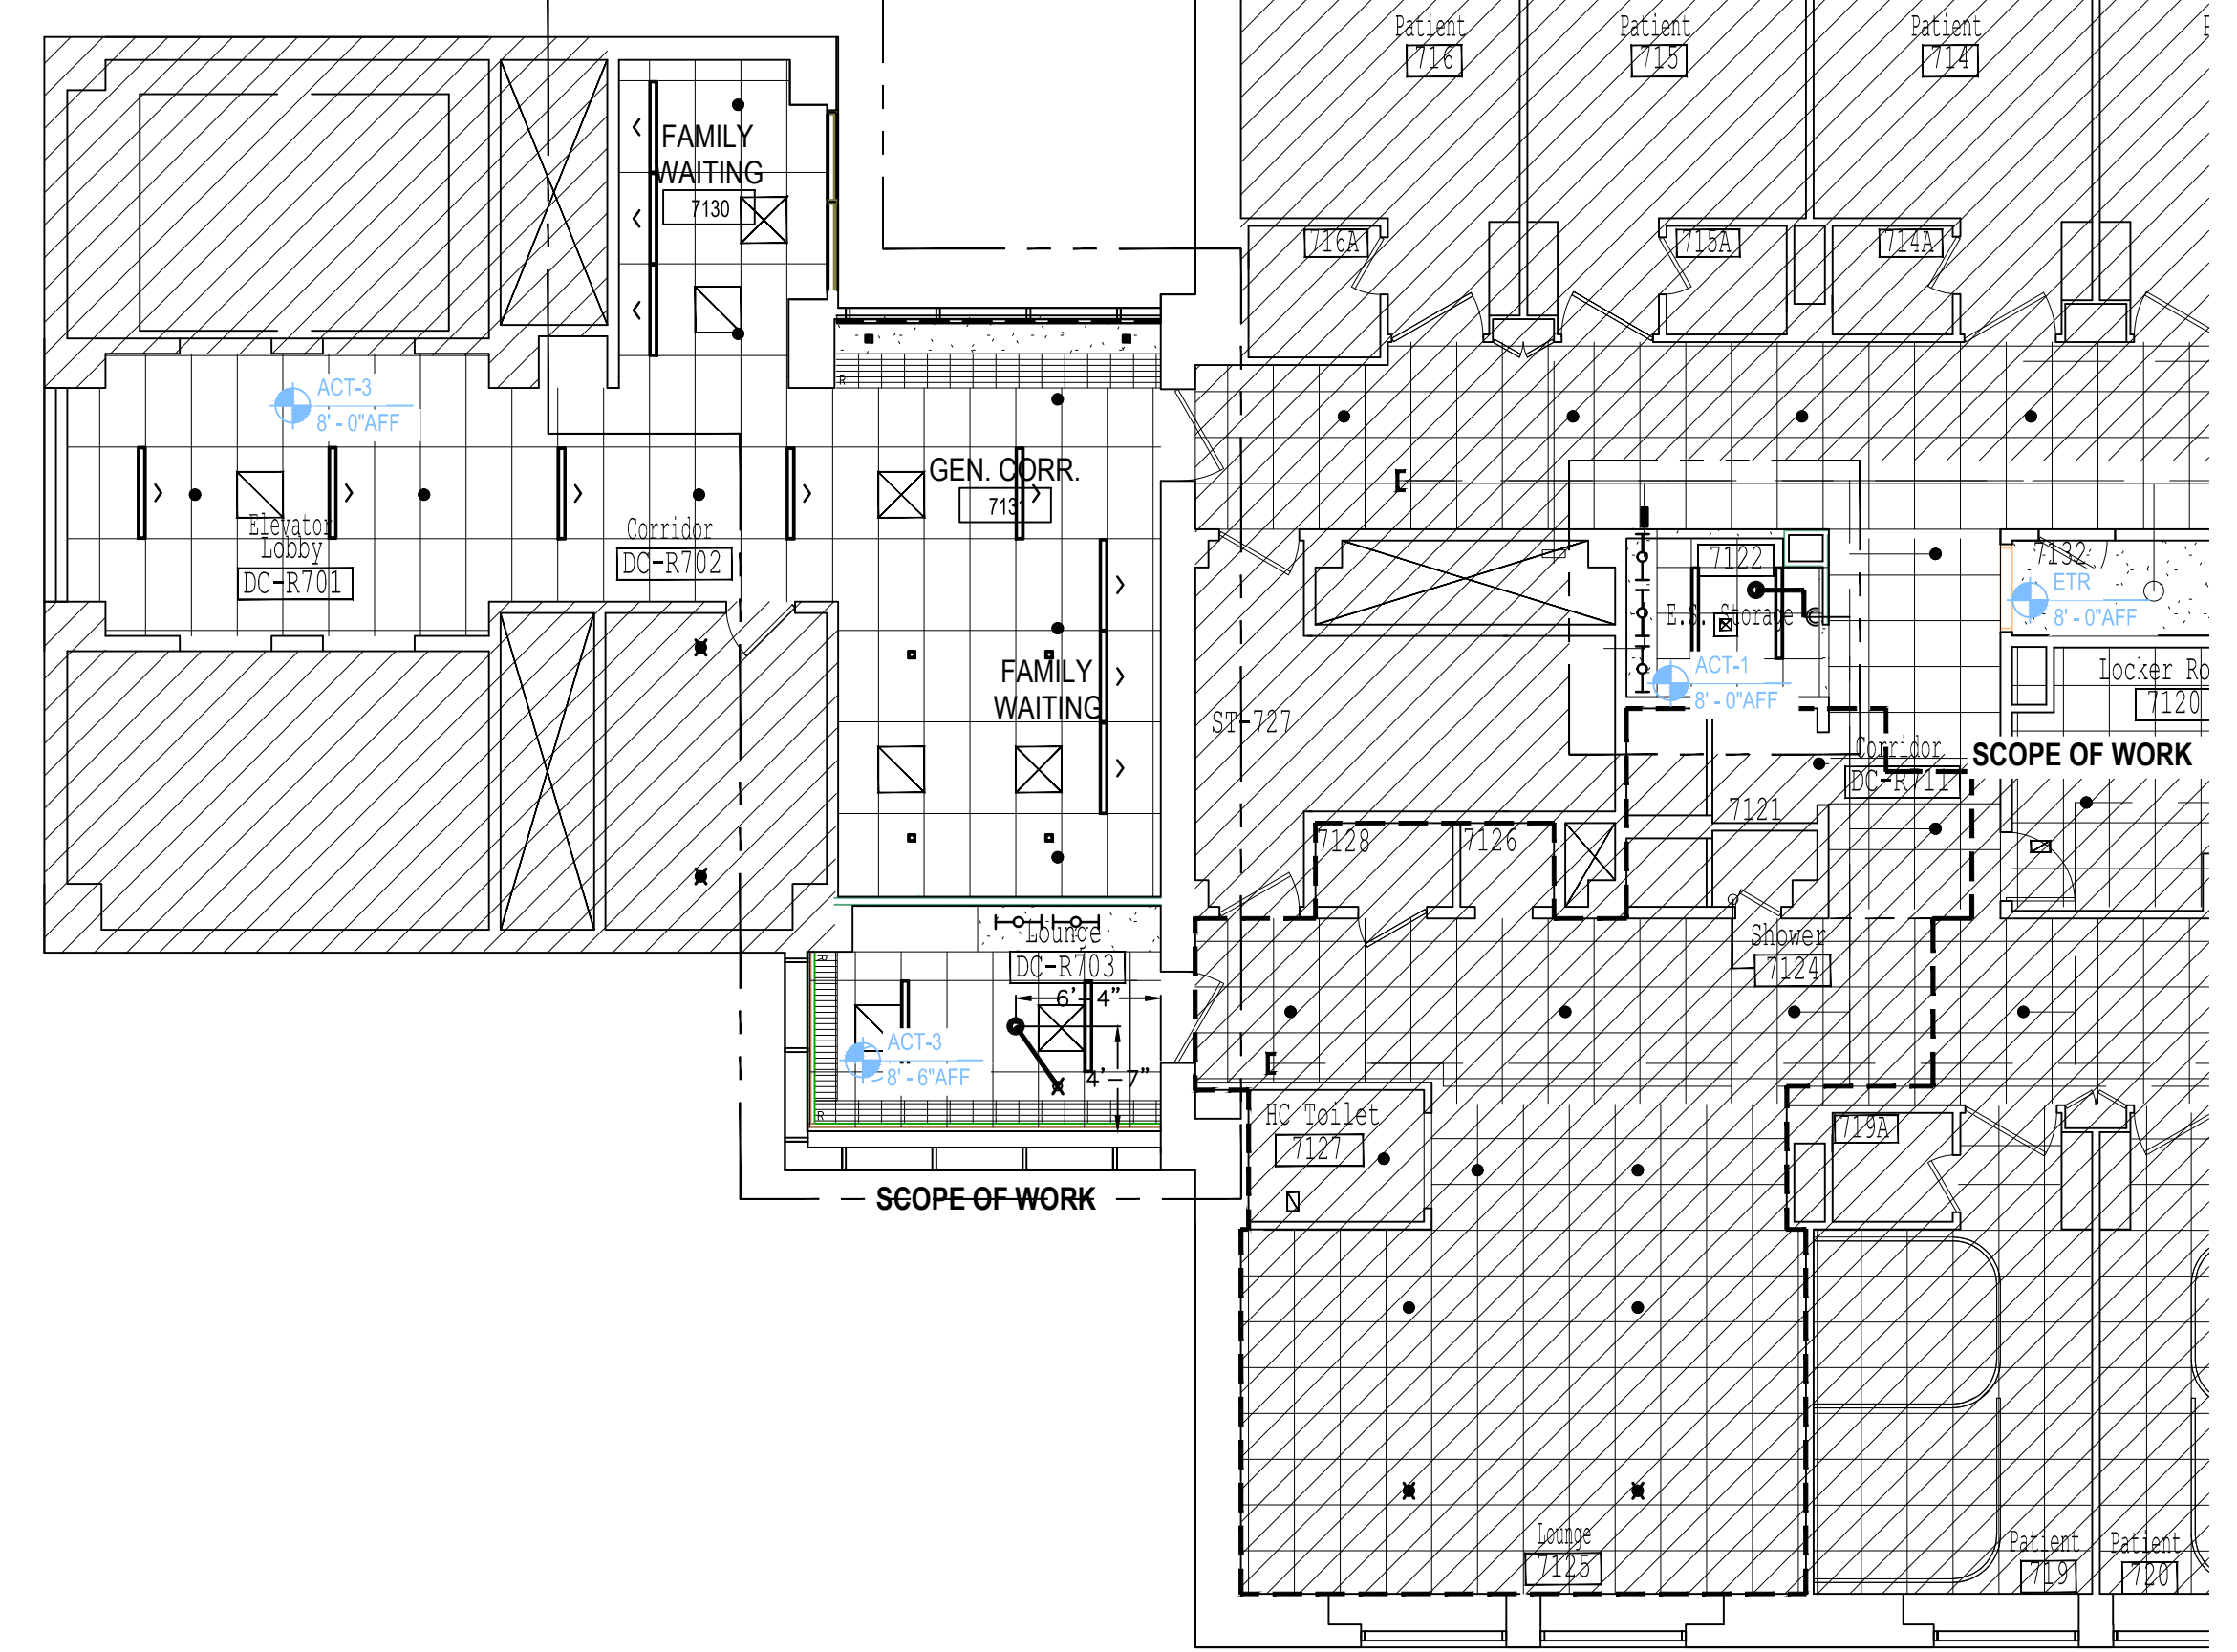 Patient
716
Patient
715
Patient
714
FAMILY
WAITING
7130
716A
715A
714A
R
ACT-3
8' - 0"AFF
GEN. CORR.
7131
Elevator
Lobby
DC-R701
Corridor
DC-R702
7122
E.S. Storage
7132
ETR
8' - 0"AFF
FAMILY
WAITING
ACT-1
8' - 0"AFF
Locker Ro
7120
ST-727
Corridor
DC-R711
SCOPE OF WORK
7121
7128
7126
Lounge
DC-R703
Shower
7124
6'-4"
ACT-3
8' - 6"AFF
4'-7"
R
R
HC Toilet
7127
719A
SCOPE OF WORK
Lounge
7125
Patient
719
Patient
720